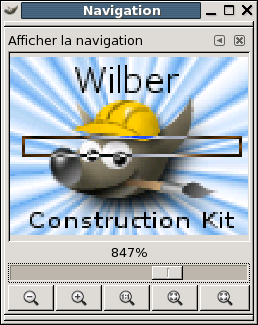 Navigation
Afficher la navigation
Wilber
Construction Kit
847%